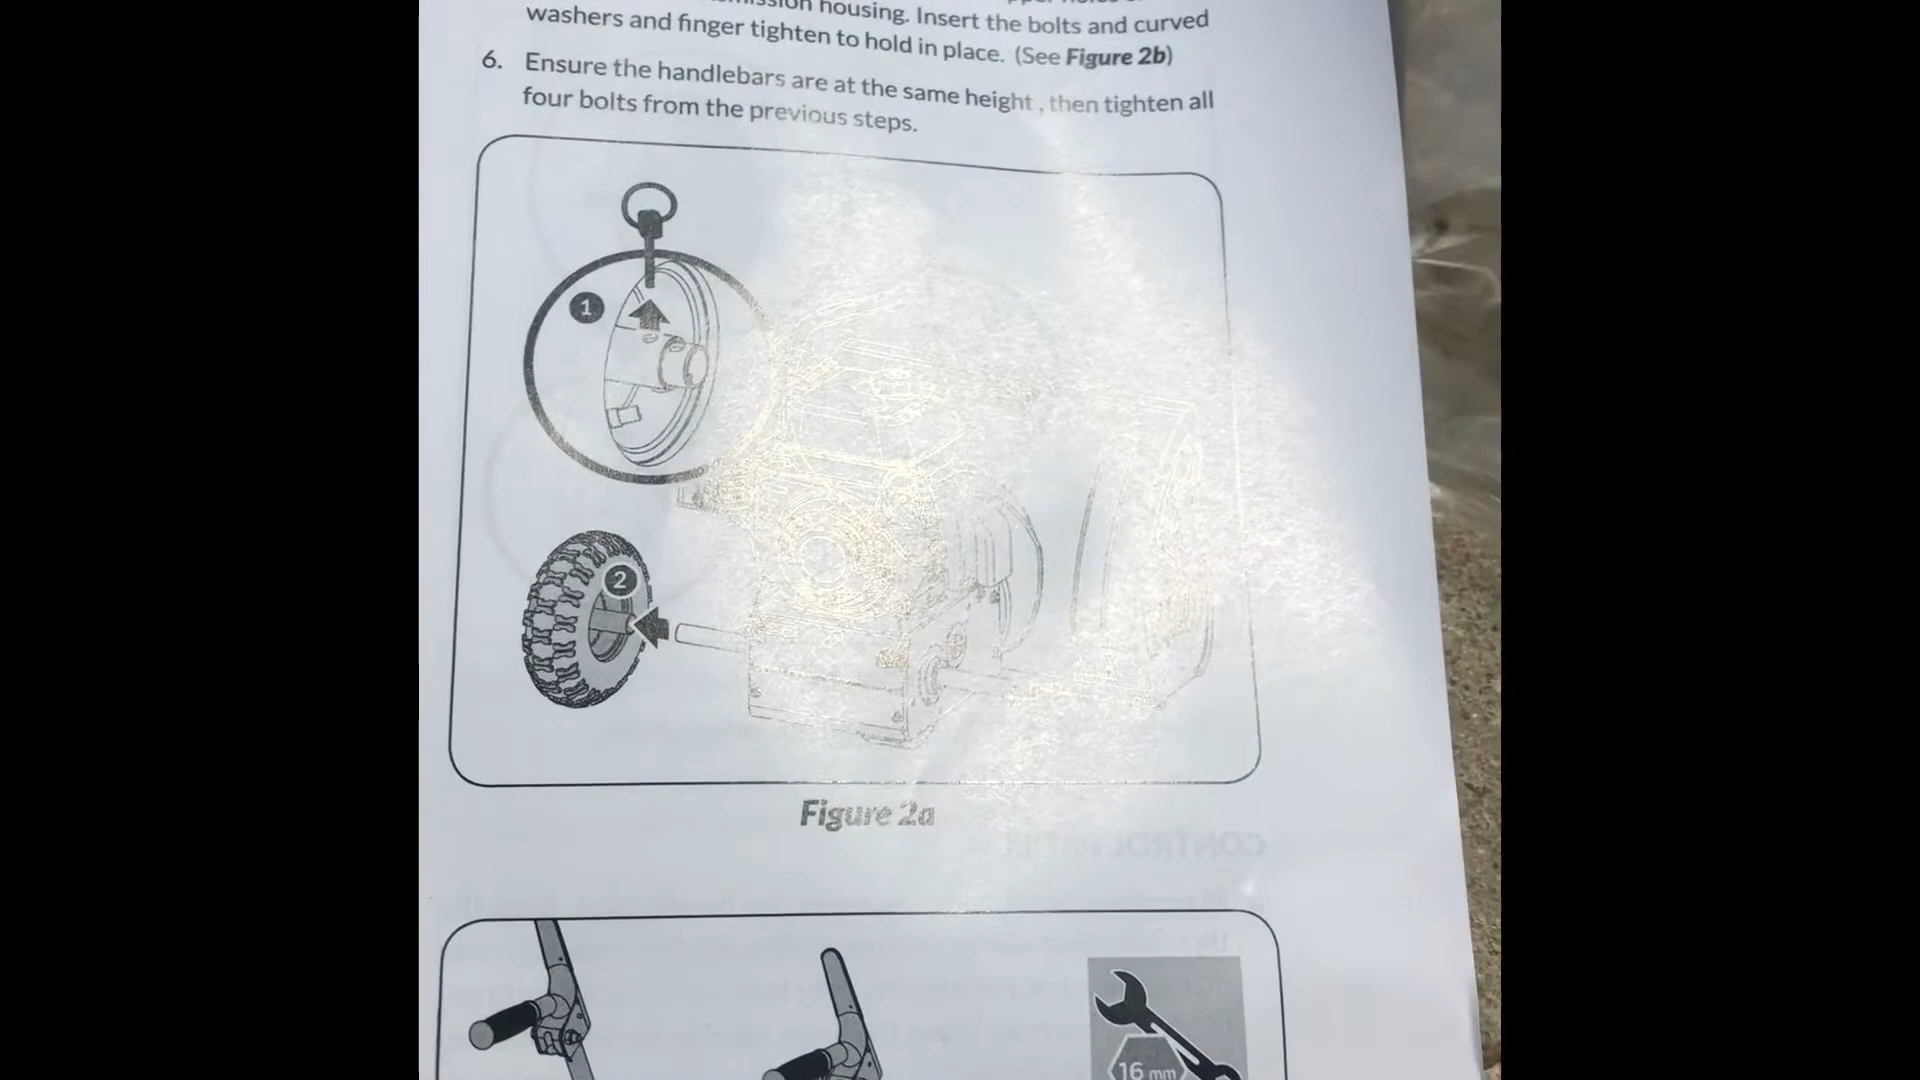 housing. Insert the bolts and curved
washers and finger tighten to hold in place. (See Figure 2b)
6. Ensure the handlebars are at the same height , then tighten all
four bolts from the previous steps.
1
2
Figure 2a
16 mm